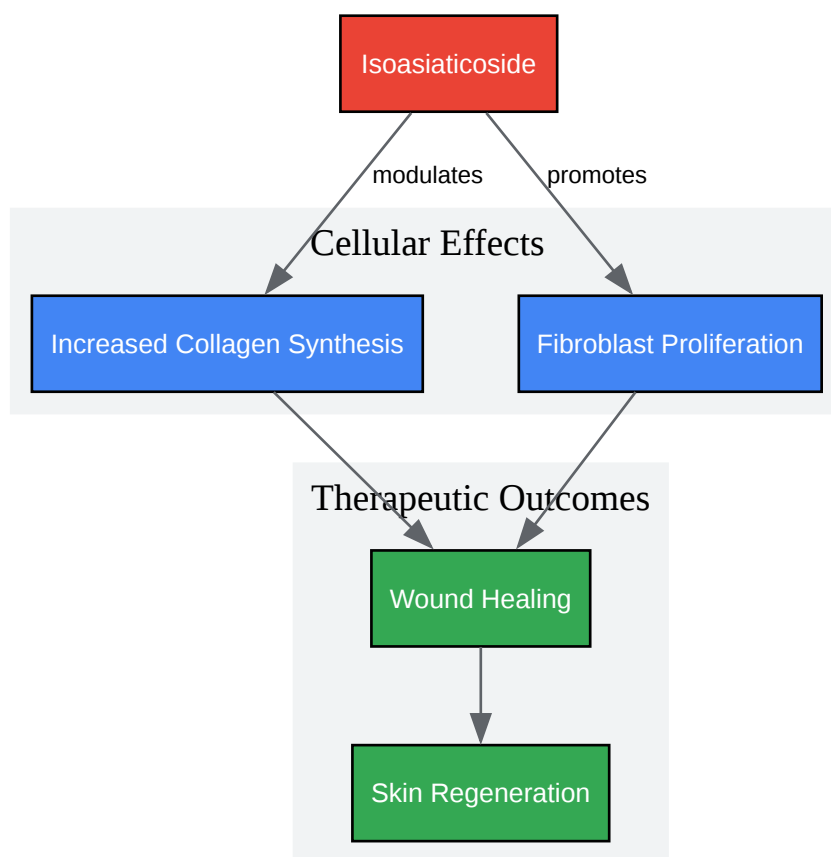 Isoasiaticoside
modulates
promotes
Cellular Effects
Increased Collagen Synthesis
Fibroblast Proliferation
Therapeutic Outcomes
Wound Healing
Skin Regeneration